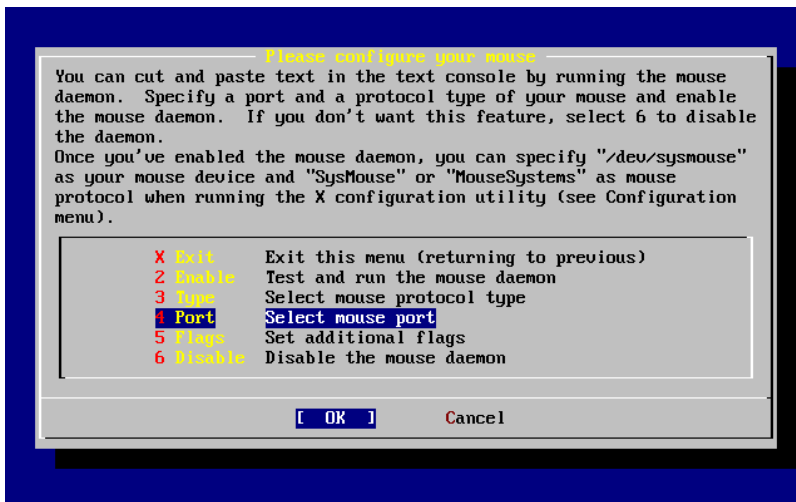 Please configure your mouse
You can cut and paste text in the text console by running the mouse
daemon.  Specify a port and a protocol type of your mouse and enable
the mouse daemon.  If you don't want this feature, select 6 to disable
the daemon.
Once you've enabled the mouse daemon, you can specify "/dev/sysmouse"
as your mouse device and "SysMouse" or "MouseSystems" as mouse
protocol when running the X configuration utility (see Configuration
menu).
X Exit Exit this menu (returning to previous)
2 Enable Test and run the mouse daemon
3 Type Select mouse protocol type
4 Port Select mouse port
5 Flags Set additional flags
6 Disable Disable the mouse daemon
[ OK ] Cancel